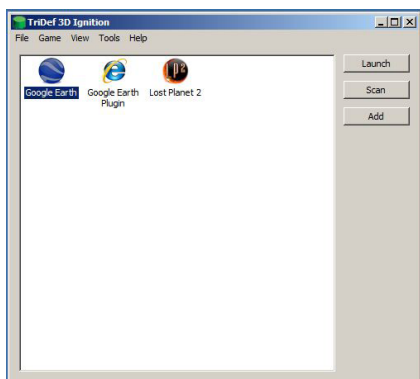 TriDef 3D Ignition
File Game View Tools Help
Google Earth
Google Earth Plugin
Lost Planet 2
Launch
Scan
Add